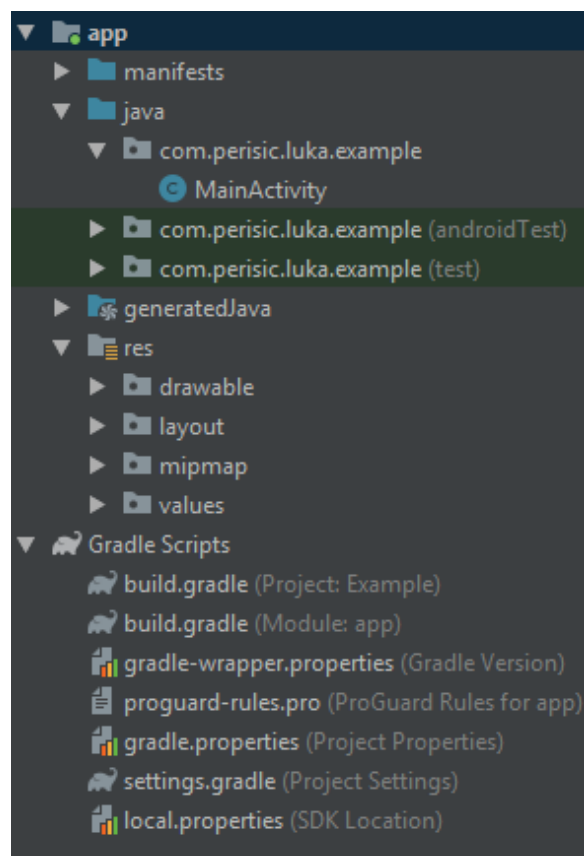 app
manifests
java
com.perisic.luka.example
MainActivity
com.perisic.luka.example (androidTest)
com.perisic.luka.example (test)
generatedJava
res
drawable
layout
mipmap
values
Gradle Scripts
build.gradle (Project: Example)
build.gradle (Module: app)
gradle-wrapper.properties (Gradle Version)
proguard-rules.pro (ProGuard Rules for app)
gradle.properties (Project Properties)
settings.gradle (Project Settings)
local.properties (SDK Location)